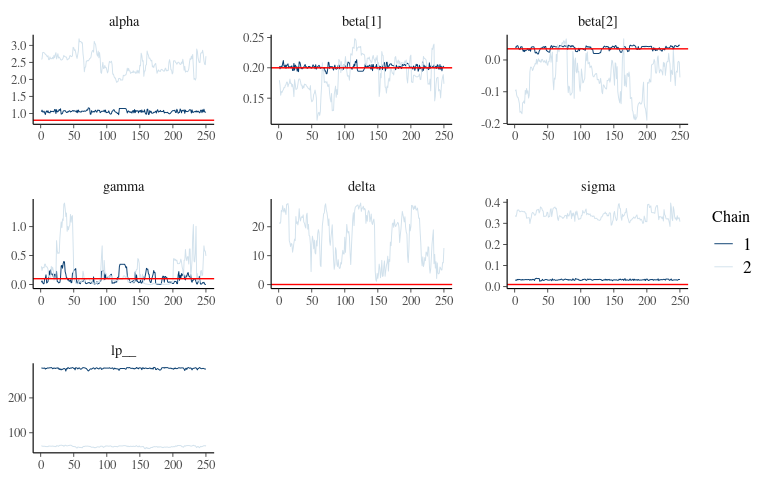 alpha
beta[1]
beta[2]
3.0
2.5
2.0
1.5
1.0
0 50 100 150 200 250
0.25
0.20
0.15
0 50 100 150 200 250
0.0
-0.1
-0.2
0 50 100 150 200 250
gamma
delta
sigma
1.0
0.5
0.0
0 50 100 150 200 250
20
10
0
0 50 100 150 200 250
0.4
0.3
0.2
0.1
0.0
0 50 100 150 200 250
Chain
1
2
lp__
200
100
0 50 100 150 200 250